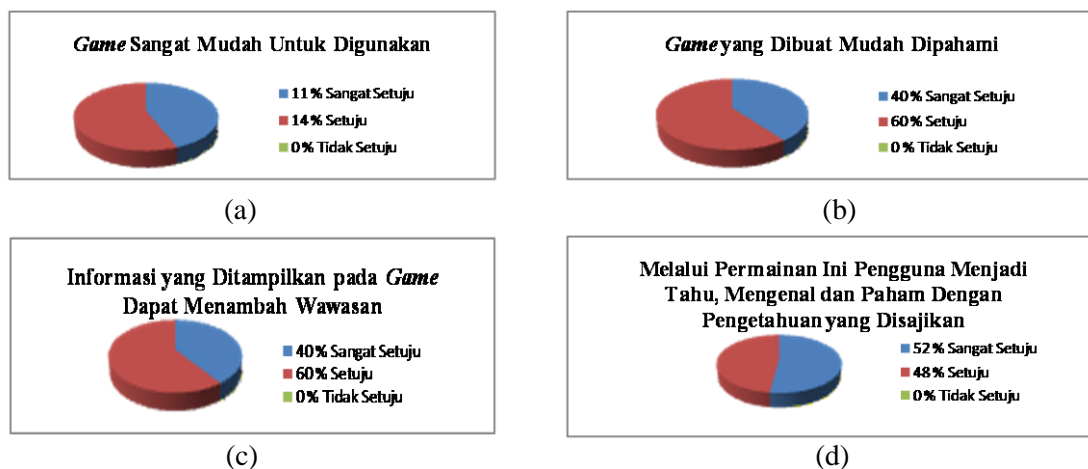 Game Sangat Mudah Untuk Digunakan
11% Sangat Setuju
14% Setuju
0% Tidak Setuju
(a)
Game yang Dibuat Mudah Dipahami
40% Sangat Setuju
60% Setuju
0% Tidak Setuju
(b)
Informasi yang Ditampilkan pada Game
Dapat Menambah Wawasan
40% Sangat Setuju
60% Setuju
0% Tidak Setuju
(c)
Melalui Permainan Ini Pengguna Menjadi
Tahu, Mengenal dan Paham Dengan
Pengetahuan yang Disajikan
52% Sangat Setuju
48% Setuju
0% Tidak Setuju
(d)